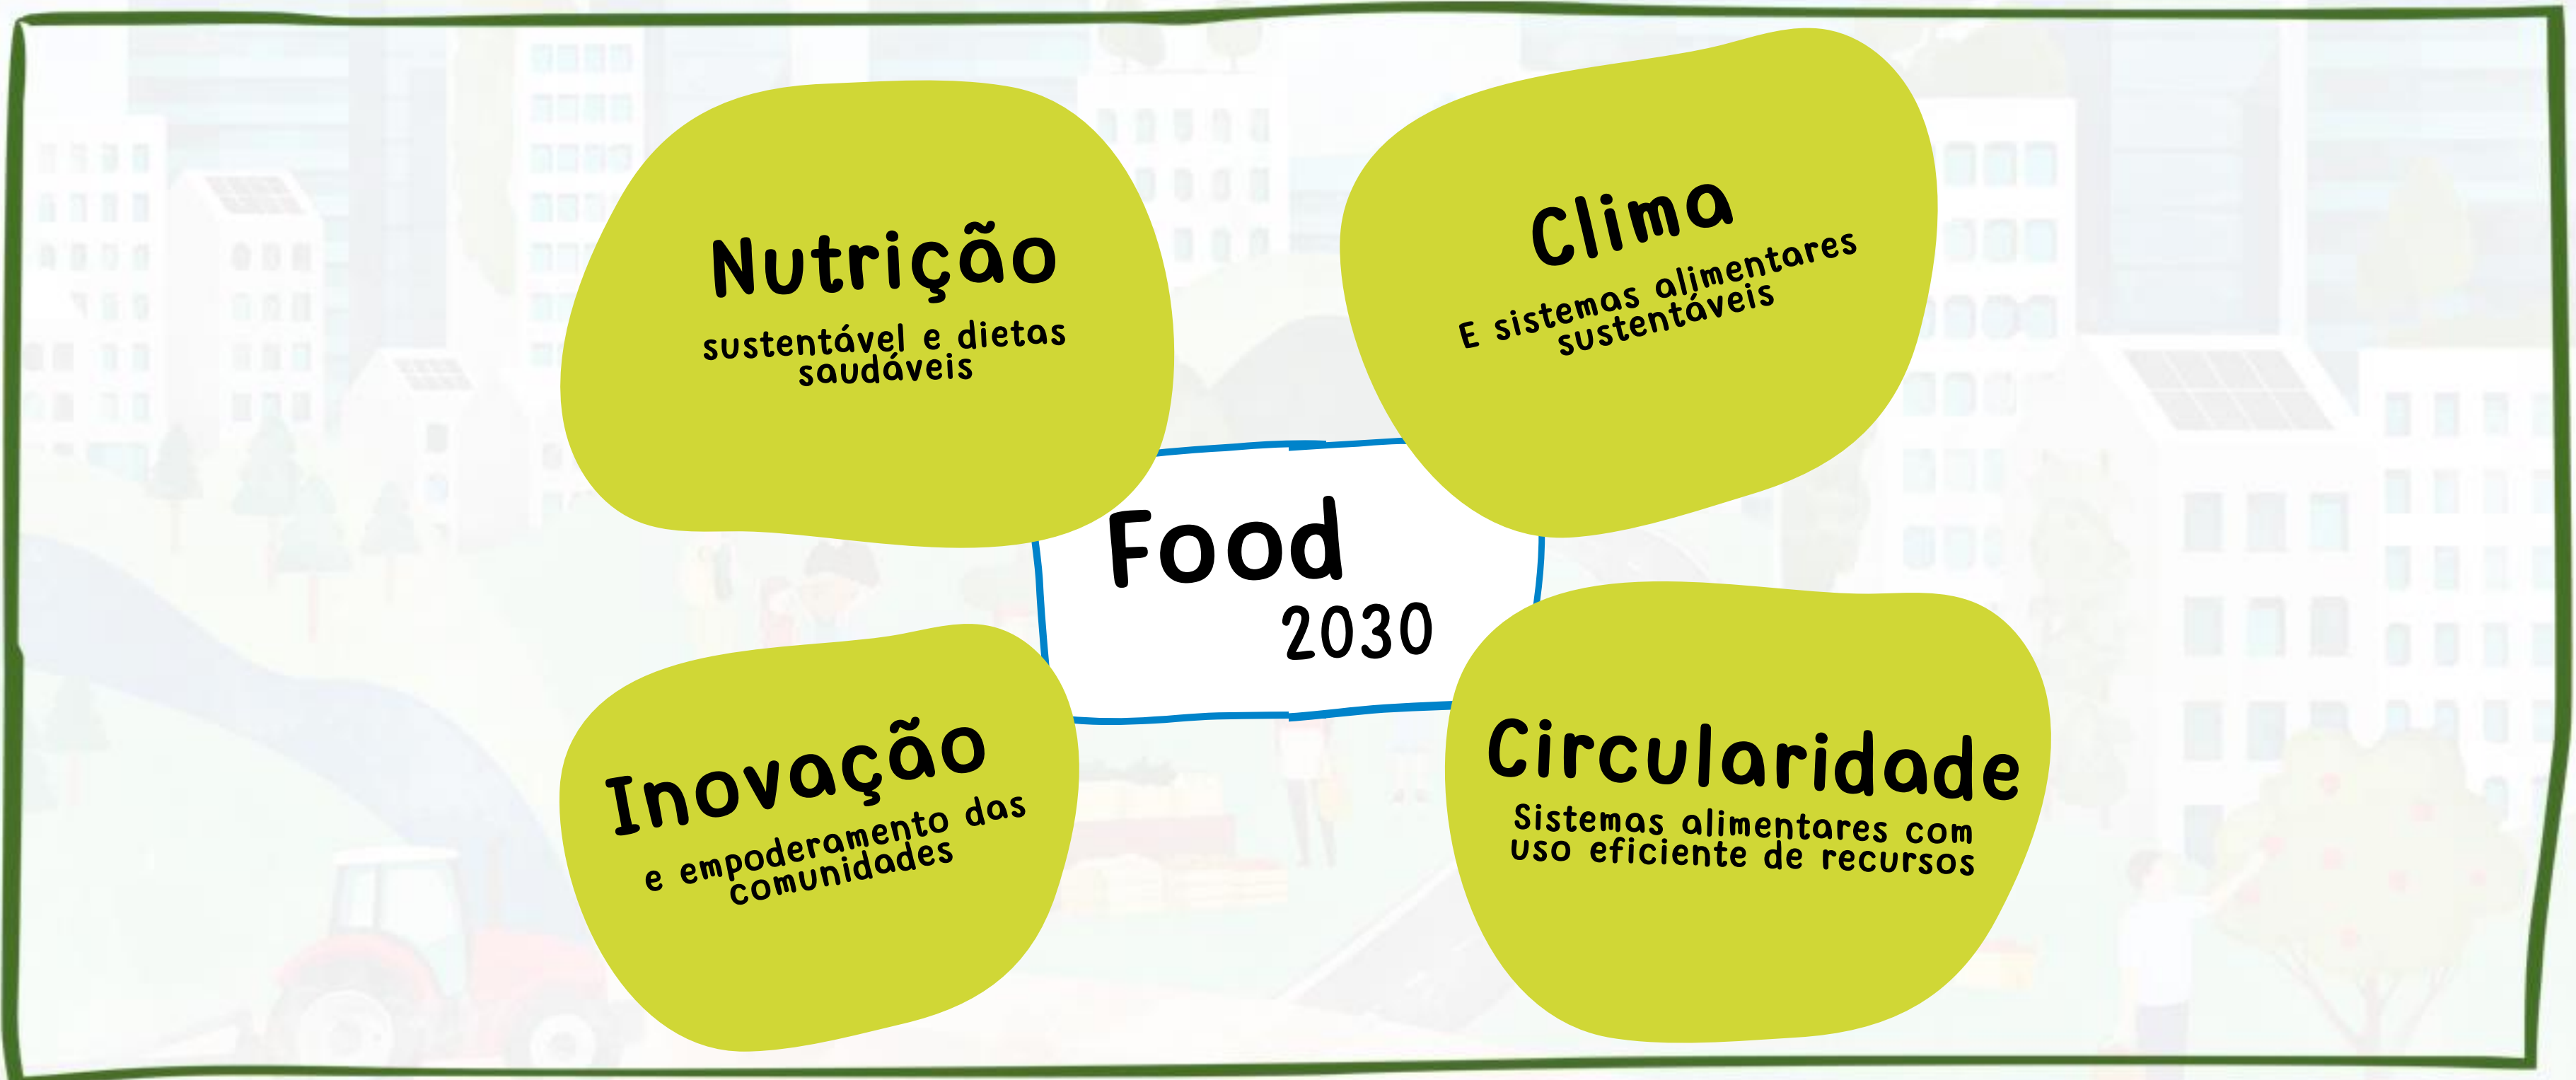 Nutrição
sustentável e dietas
saudáveis
Clima
E sistemas alimentares
sustentáveis
Food
2030
Inovação
e empoderamento das
comunidades
Circularidade
Sistemas alimentares com
uso eficiente de recursos